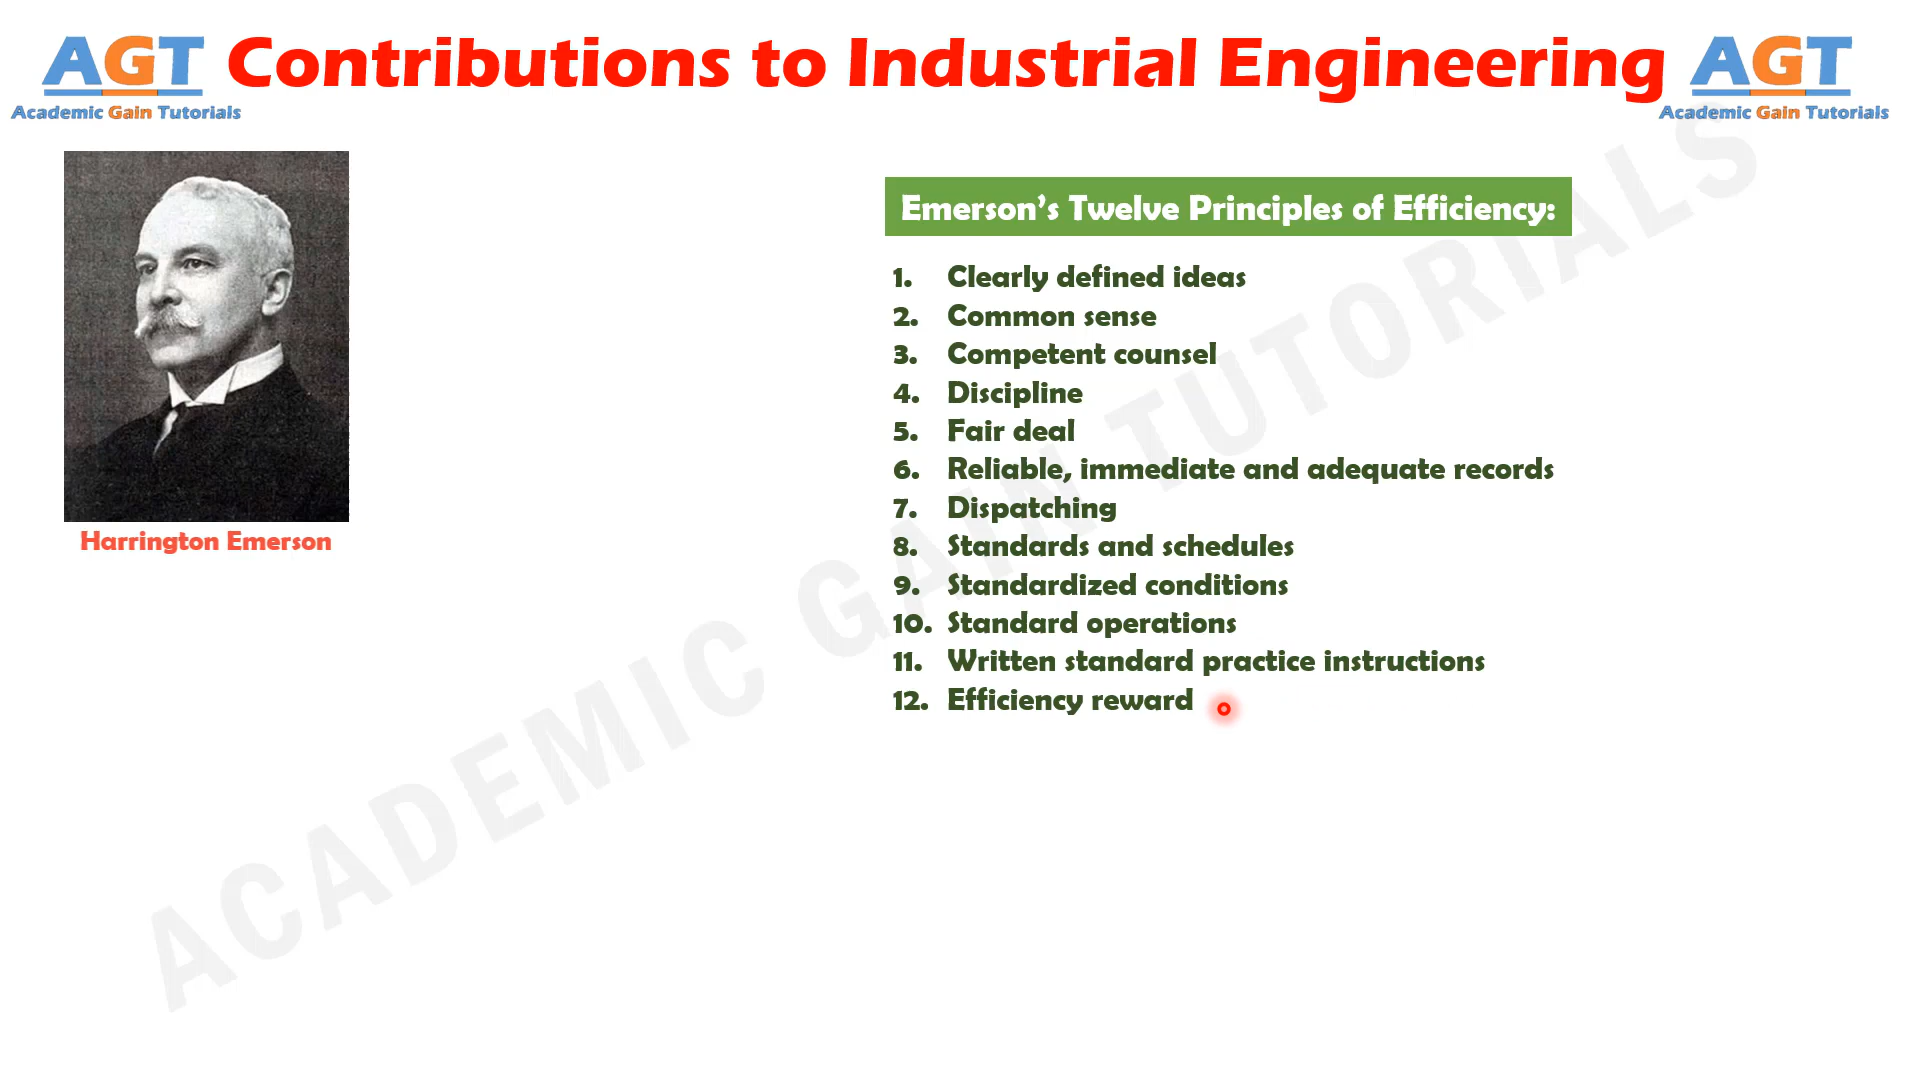 AGT
Academic Gain Tutorials
Contributions to Industrial Engineering
AGT
Academic Gain Tutorials
Harrington Emerson
Emerson's Twelve Principles of Efficiency:
1. Clearly defined ideas
2. Common sense
3. Competent counsel
4. Discipline
5. Fair deal
6. Reliable, immediate and adequate records
7. Dispatching
8. Standards and schedules
9. Standardized conditions
10. Standard operations
11. Written standard practice instructions
12. Efficiency reward
ACADEMIC GAIN TUTORIALS